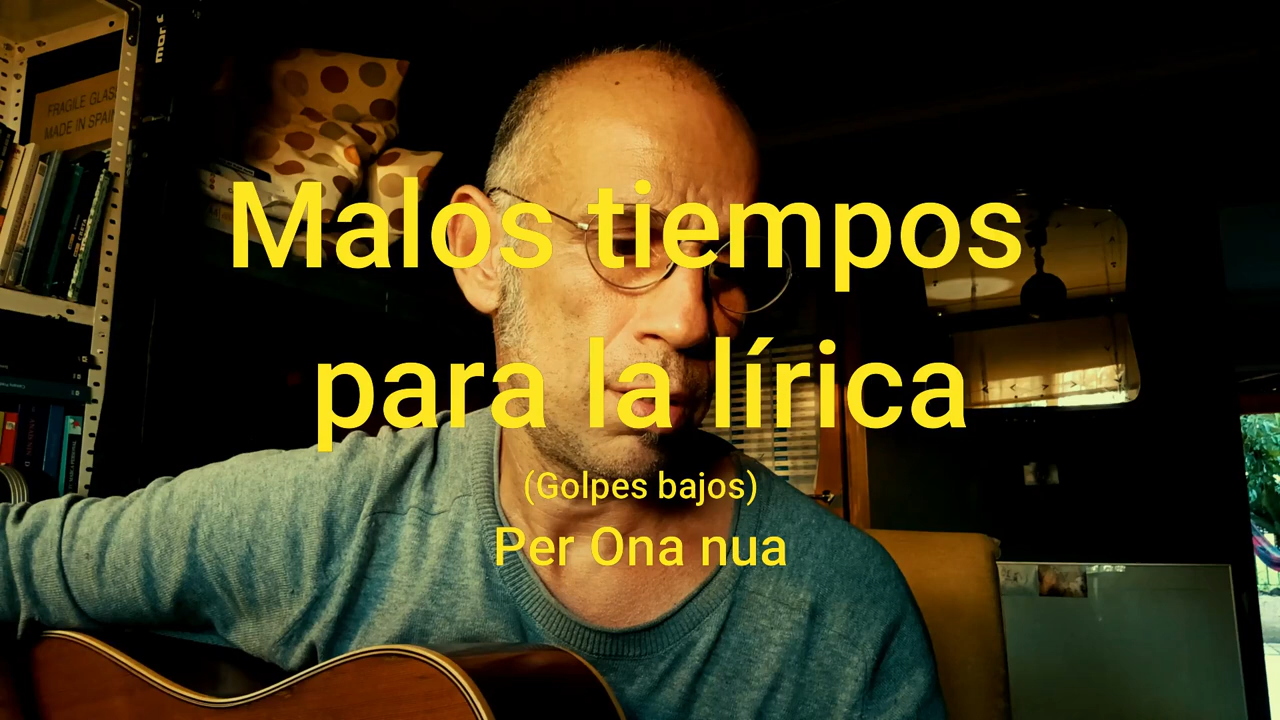 FRAGILE GLASS
MADE IN SPAIN
Malos tiempos
para la lírica
(Golpes bajos)
Per Ona nua